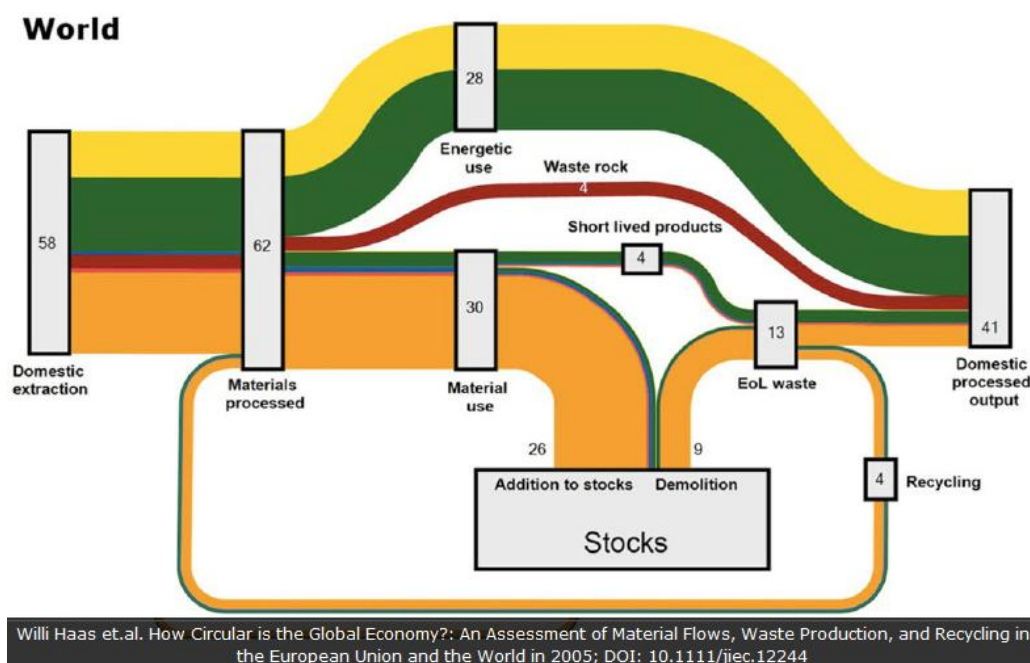 World
28
Energetic
use
Waste rock
4
Short lived products
4
58
62
30
13
41
Domestic
extraction
Materials
processed
Material
use
EoL waste
Domestic
processed
output
26
9
Addition to stocks
Demolition
4
Recycling
Stocks
Willi Haas et.al. How Circular is the Global Economy?: An Assessment of Material Flows, Waste Production, and Recycling in
the European Union and the World in 2005; DOI: 10.1111/jiec.12244